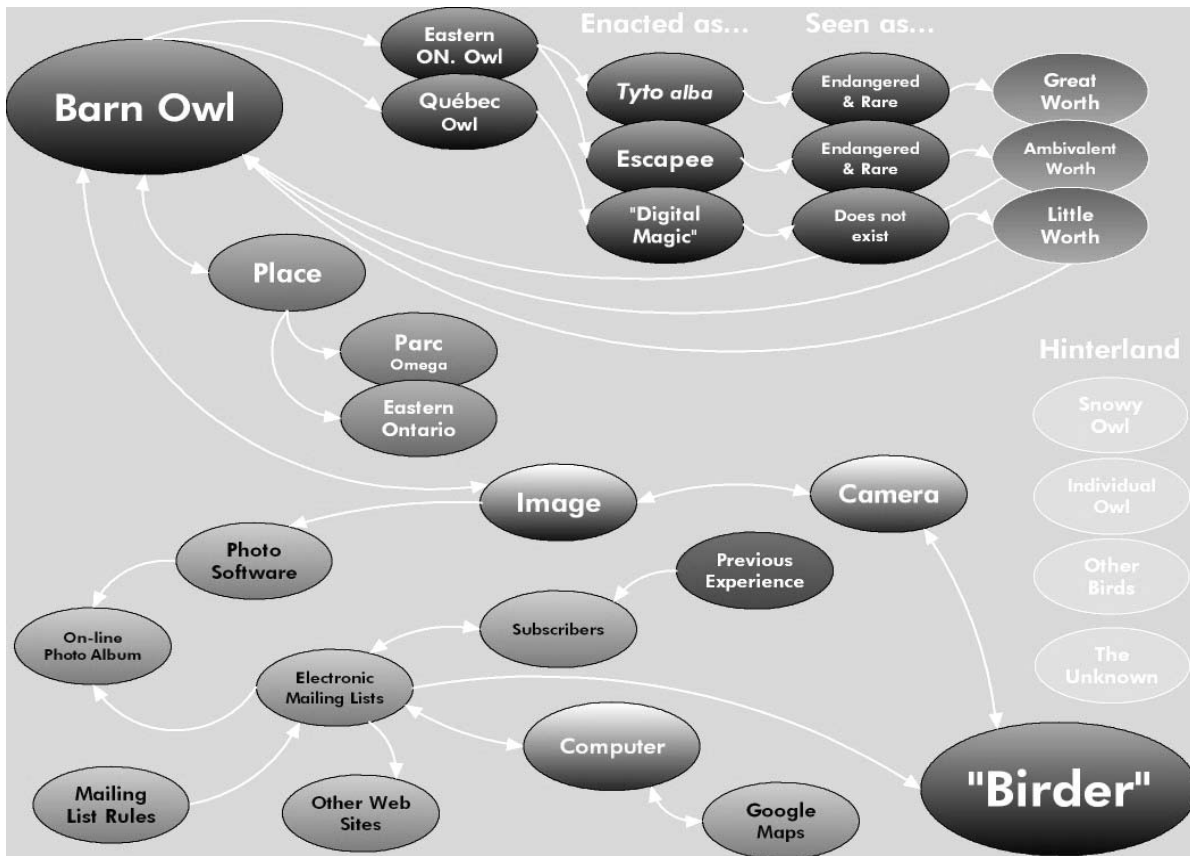 Enacted as...
Seen as...
Barn Owl
Eastern
ON. Owl
Québec
Owl
Tyto alba
Endangered
& Rare
Great
Worth
Escapee
Endangered
& Rare
Ambivalent
Worth
"Digital
Magic"
Does not
exist
Little
Worth
Place
Parc
Omega
Eastern
Ontario
Hinterland
Snowy
Owl
Individual
Owl
Other
Birds
The
Unknown
Image
Camera
Photo
Software
Previous
Experience
On-line
Photo Album
Subscribers
Electronic
Mailing Lists
Computer
"Birder"
Mailing
List Rules
Other Web
Sites
Google
Maps